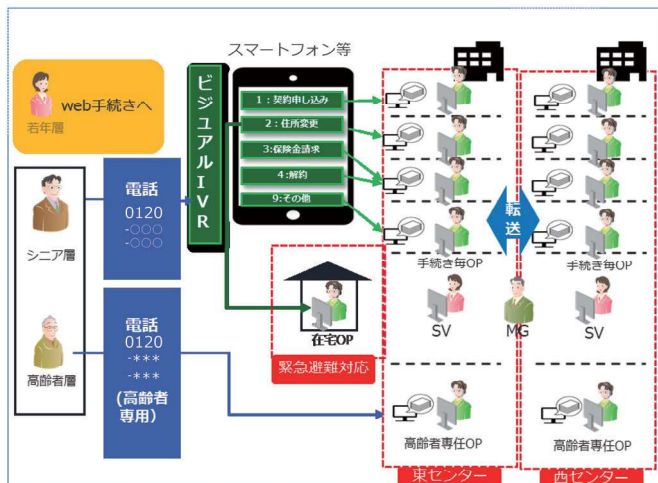 スマートフォン等
web手続きへ
若年層
ビジュアルIVR
1：契約申し込み
2：住所変更
3:保険金請求
4:解約
9:その他
電話
0120
-○○○
-○○○
シニア層
転送
手続き毎OP
手続き毎OP
在宅OP
緊急避難対応
SV
MG
SV
電話
0120
-***
-***
(高齢者
専用)
高齢者層
高齢者専任OP
高齢者専任OP
東センター
西センター